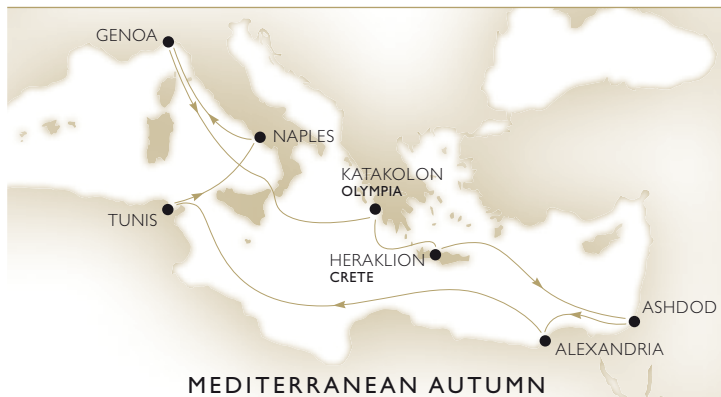 GENOA
NAPLES
KATAKOLON
OLYMPIA
TUNIS
HERAKLION
CRETE
ASHDOD
ALEXANDRIA
MEDITERRANEAN AUTUMN